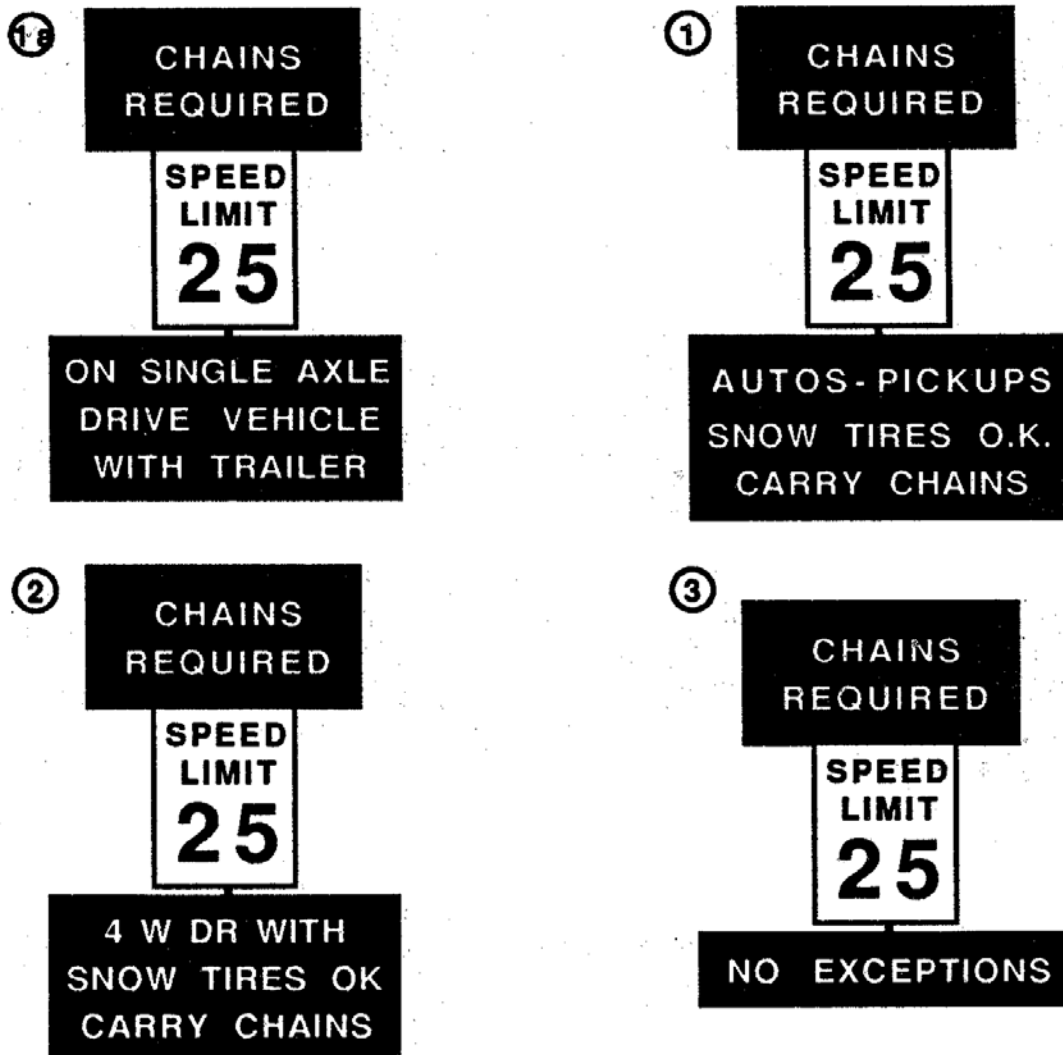 1a
CHAINS
REQUIRED
SPEED
LIMIT
25
ON SINGLE AXLE
DRIVE VEHICLE
WITH TRAILER
1
CHAINS
REQUIRED
SPEED
LIMIT
25
AUTOS-PICKUPS
SNOW TIRES O.K.
CARRY CHAINS
2
CHAINS
REQUIRED
SPEED
LIMIT
25
4 W DR WITH
SNOW TIRES OK
CARRY CHAINS
3
CHAINS
REQUIRED
SPEED
LIMIT
25
NO EXCEPTIONS